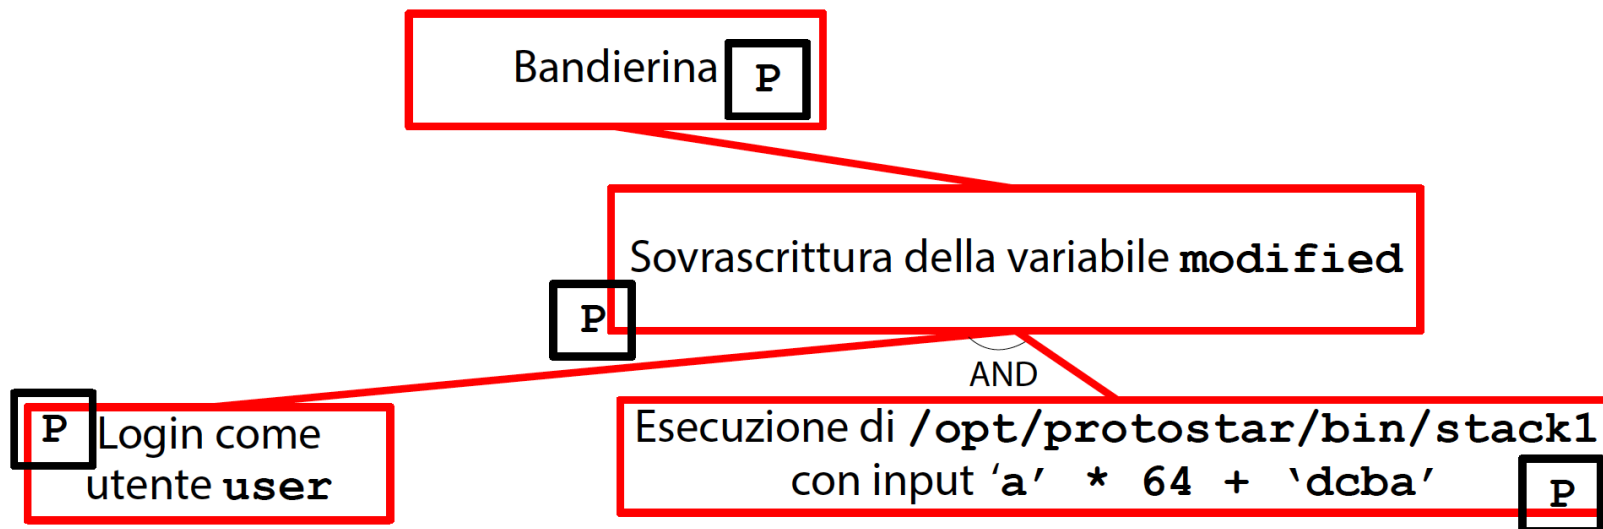 Bandierina P
Sovrascrittura della variabile modified
P
AND
P Login come
utente user
Esecuzione di /opt/protostar/bin/stack1
con input ‘a’ * 64 + ‘dcba’
P